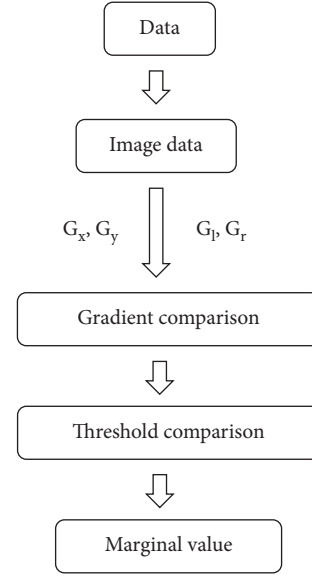 Data
Image data
Gx, Gy
Gl, Gr
Gradient comparison
Threshold comparison
Marginal value